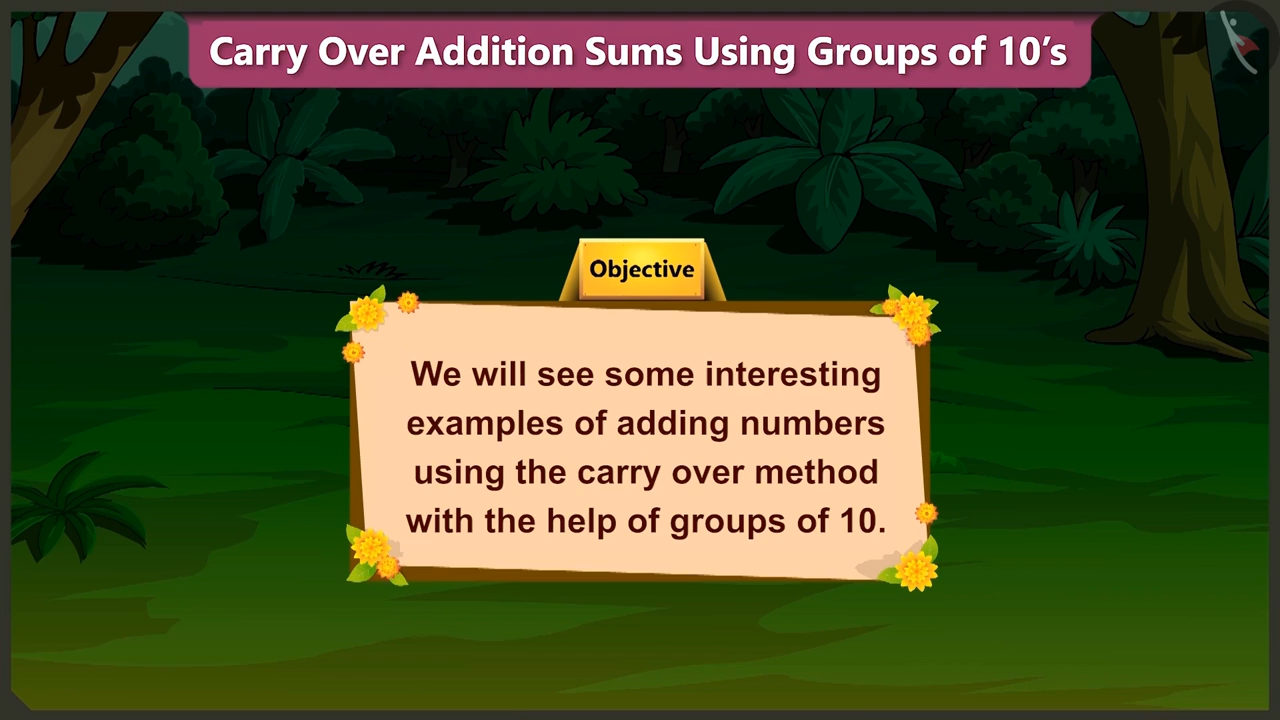 Carry Over Addition Sums Using Groups of 10’s
Objective
We will see some interesting
examples of adding numbers
using the carry over method
with the help of groups of 10.